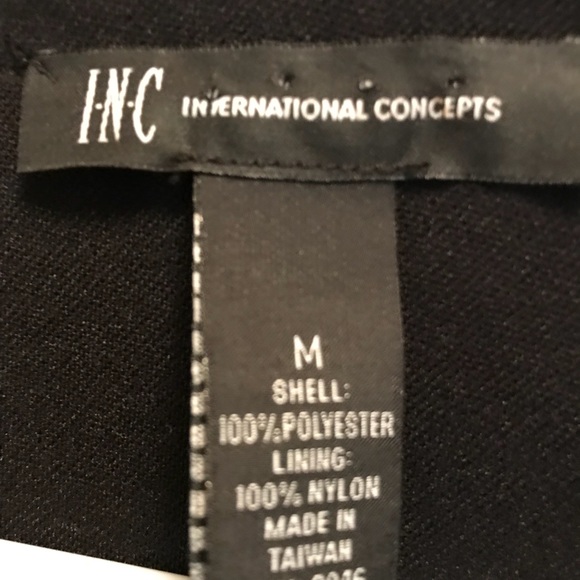 I·N·C INTERNATIONAL CONCEPTS
M
SHELL:
100% POLYESTER
LINING:
100% NYLON
MADE IN
TAIWAN